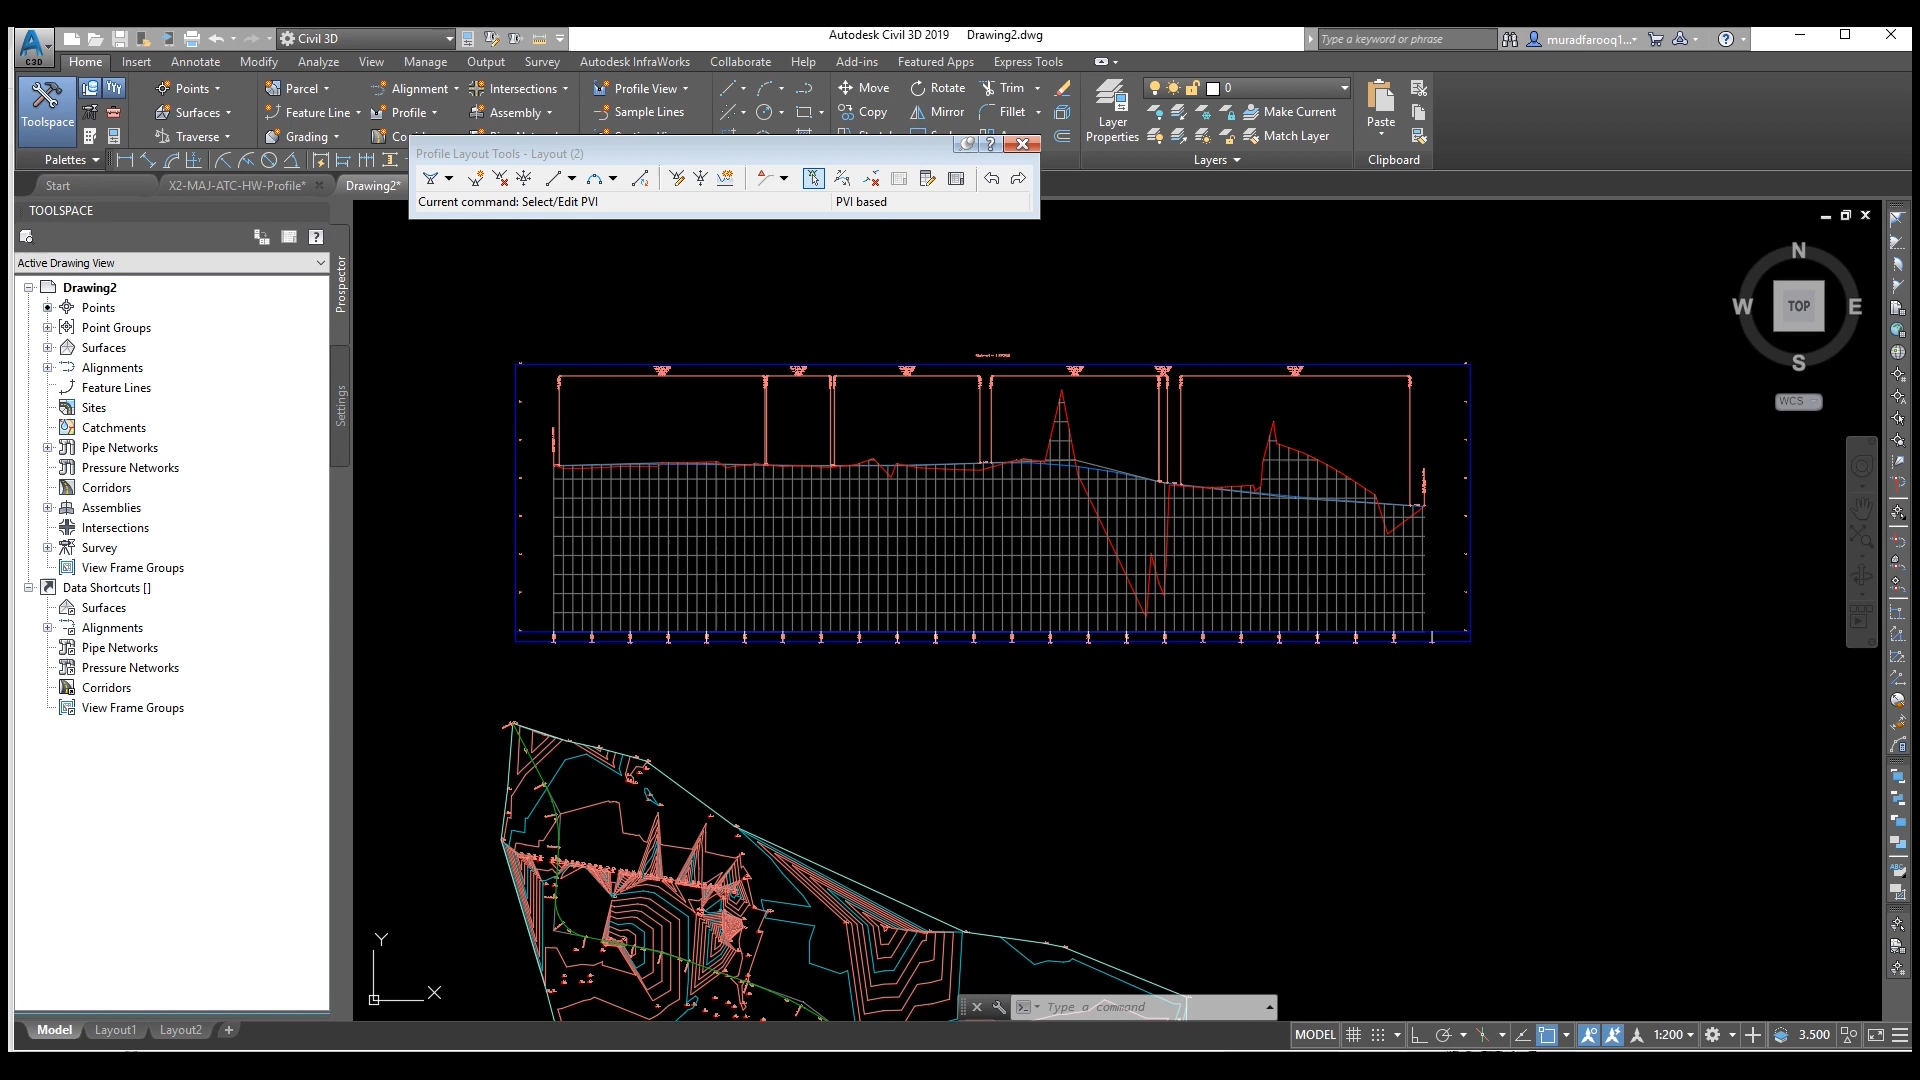 Civil 3D
Autodesk Civil 3D 2019 Drawing2.dwg
Type a keyword or phrase
muradfarooq1...
C3D
Home Insert Annotate Modify Analyze View Manage Output Survey Autodesk InfraWorks Collaborate Help Add-ins Featured Apps Express Tools
Toolspace
Points
Surfaces
Traverse
Parcel
Feature Line
Grading
Alignment
Profile
Intersections
Assembly
Profile View
Sample Lines
Move
Copy
Rotate
Mirror
Trim
Fillet
Layer
Properties
0
Make Current
Match Layer
Paste
Palettes
Layers
Clipboard
Profile Layout Tools - Layout (2)
Current command: Select/Edit PVI
PVI based
Start
X2-MAJ-ATC-HW-Profile*
Drawing2*
TOOLSPACE
Active Drawing View
Prospector
Settings
Drawing2
Points
Point Groups
Surfaces
Alignments
Feature Lines
Sites
Catchments
Pipe Networks
Pressure Networks
Corridors
Assemblies
Intersections
Survey
View Frame Groups
Data Shortcuts []
Surfaces
Alignments
Pipe Networks
Pressure Networks
Corridors
View Frame Groups
N
W
TOP
E
S
WCS
Y
X
Type a command
Model Layout1 Layout2 +
MODEL
1:200
3.500